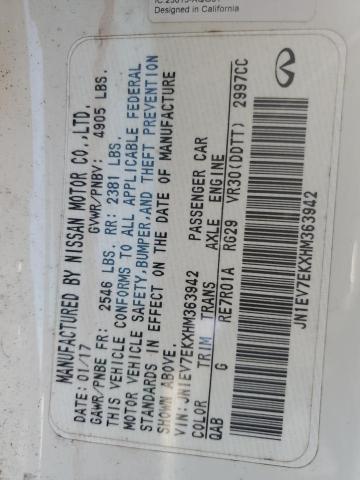 Designed in California
MANUFACTURED BY NISSAN MOTOR CO.,LTD.
DATE: 01/17 GVWR/PNBV: 4905 LBS.
GAWR/PNBE FR: 2546 LBS. RR: 2381 LBS.
THIS VEHICLE CONFORMS TO ALL APPLICABLE FEDERAL
MOTOR VEHICLE SAFETY,BUMPER,AND THEFT PREVENTION
STANDARDS IN EFFECT ON THE DATE OF MANUFACTURE
SHOWN ABOVE.
VIN: JN1EV7EKXHM363942 PASSENGER CAR
COLOR TRIM TRANS AXLE ENGINE
QAB G RE7R01A RG29 VR30(DDTT) 2997CC
JN1EV7EKXHM363942